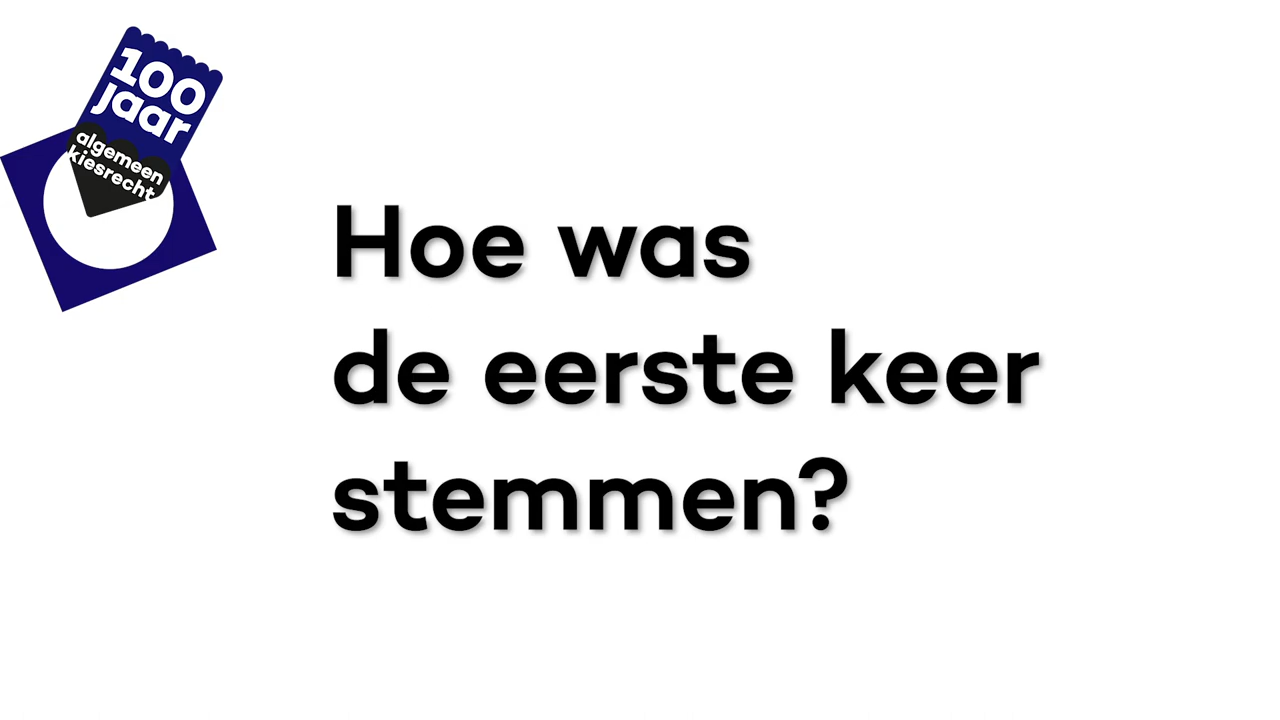 100
jaar
algemeen
kiesrecht
Hoe was
de eerste keer
stemmen?